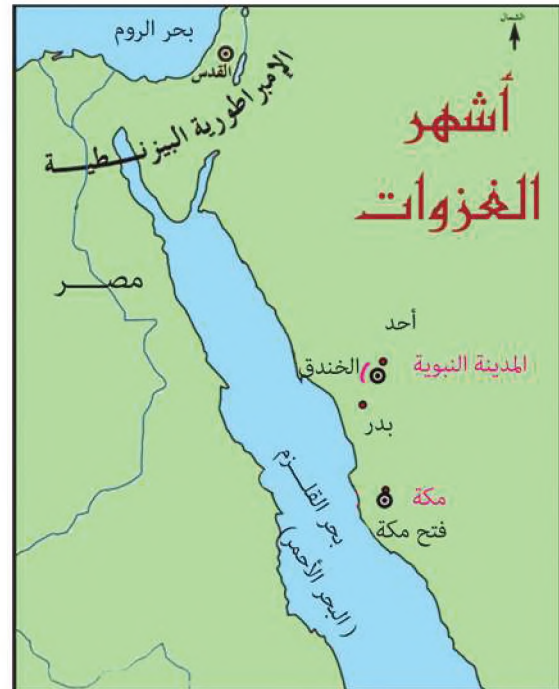 الشمال
أشهر
الغزوات
بحر الروم
القدس
الإمبراطورية البيزنطية
مصر
أحد
المدينة النبوية
الخندق
بدر
مكة
فتح مكة
بحر القلزم
(البحر الأحمر)